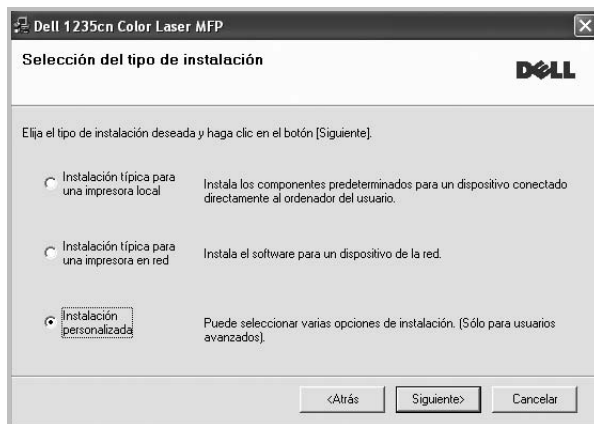 Dell 1235cn Color Laser MFP
Selección del tipo de instalación
DELL
Elija el tipo de instalación deseada y haga clic en el botón [Siguiente].
Instalación típica para
una impresora local
Instala los componentes predeterminados para un dispositivo conectado
directamente al ordenador del usuario.
Instalación típica para
una impresora en red
Instala el software para un dispositivo de la red.
Instalación
personalizada
Puede seleccionar varias opciones de instalación. (Sólo para usuarios
avanzados).
<Atrás
Siguiente>
Cancelar